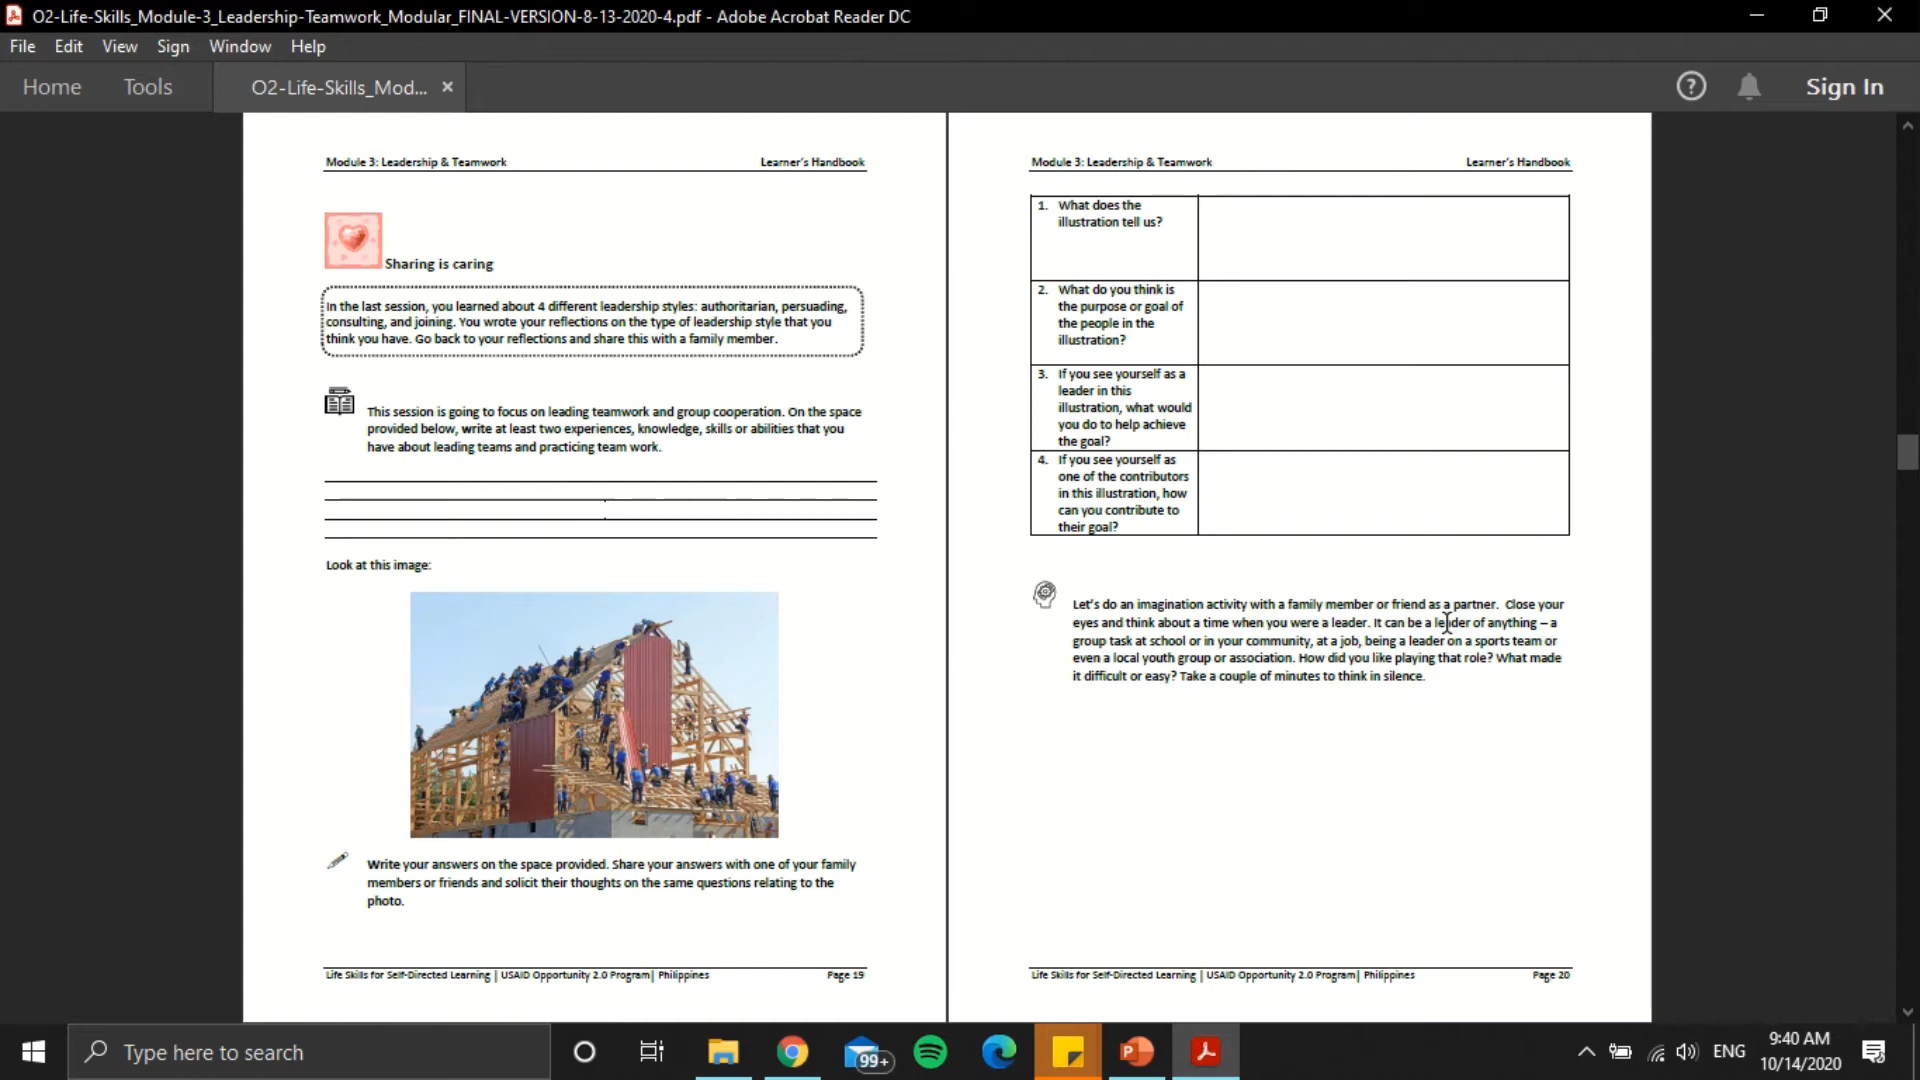 O2-Life-Skills_Module-3_Leadership-Teamwork_Modular_FINAL-VERSION-8-13-2020-4.pdf - Adobe Acrobat Reader DC
File Edit View Sign Window Help
Home Tools O2-Life-Skills_Mod... × ? Sign In
Module 3: Leadership & Teamwork Learner's Handbook
Sharing is caring
In the last session, you learned about 4 different leadership styles: authoritarian, persuading,
consulting, and joining. You wrote your reflections on the type of leadership style that you
think you have. Go back to your reflections and share this with a family member.
This session is going to focus on leading teamwork and group cooperation. On the space
provided below, write at least two experiences, knowledge, skills or abilities that you
have about leading teams and practicing team work.
Look at this image:
Write your answers on the space provided. Share your answers with one of your family
members or friends and solicit their thoughts on the same questions relating to the
photo.
Life Skills for Self-Directed Learning | USAID Opportunity 2.0 Program| Philippines Page 19
Module 3: Leadership & Teamwork Learner's Handbook
1. What does the
illustration tell us?
2. What do you think is
the purpose or goal of
the people in the
illustration?
3. If you see yourself as a
leader in this
illustration, what would
you do to help achieve
the goal?
4. If you see yourself as
one of the contributors
in this illustration, how
can you contribute to
their goal?
Let's do an imagination activity with a family member or friend as a partner. Close your
eyes and think about a time when you were a leader. It can be a leader of anything – a
group task at school or in your community, at a job, being a leader on a sports team or
even a local youth group or association. How did you like playing that role? What made
it difficult or easy? Take a couple of minutes to think in silence.
Life Skills for Self-Directed Learning | USAID Opportunity 2.0 Program| Philippines Page 20
Type here to search
99+
ENG
9:40 AM
10/14/2020